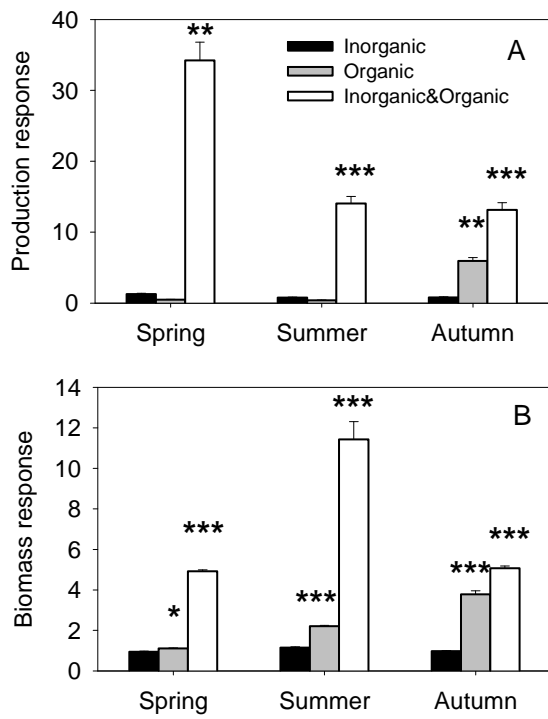 40
**
A
Inorganic
Organic
Inorganic&Organic
30
Production response
20
***
***
10
**
0
Spring Summer Autumn
14
***
B
12
10
Biomass response
8
***
***
6
***
4
*
***
2
0
Spring Summer Autumn